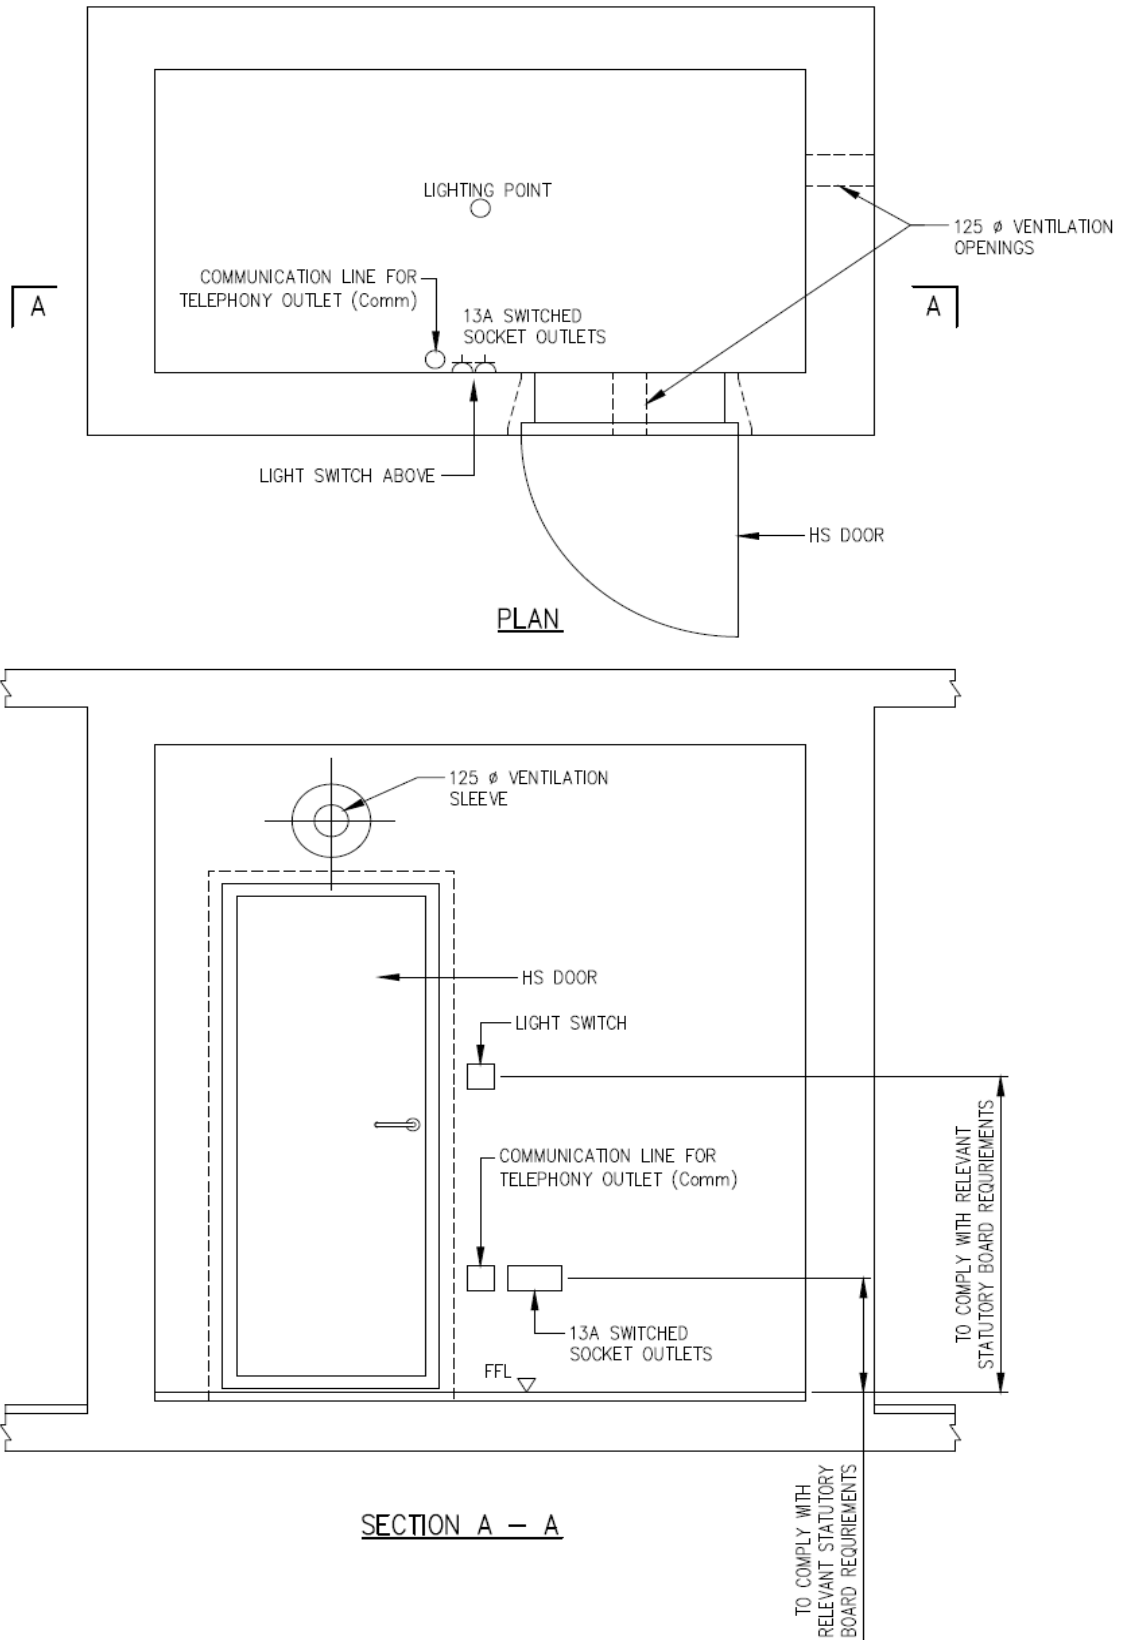 LIGHTING POINT
125 ø VENTILATION
OPENINGS
COMMUNICATION LINE FOR
TELEPHONY OUTLET (Comm)
A
A
13A SWITCHED
SOCKET OUTLETS
LIGHT SWITCH ABOVE
HS DOOR
PLAN
125 ø VENTILATION
SLEEVE
HS DOOR
LIGHT SWITCH
COMMUNICATION LINE FOR
TELEPHONY OUTLET (Comm)
TO COMPLY WITH RELEVANT
STATUTORY BOARD REQURIEMENTS
13A SWITCHED
SOCKET OUTLETS
FFL
TO COMPLY WITH
RELEVANT STATUTORY
BOARD REQURIEMENTS
SECTION A - A